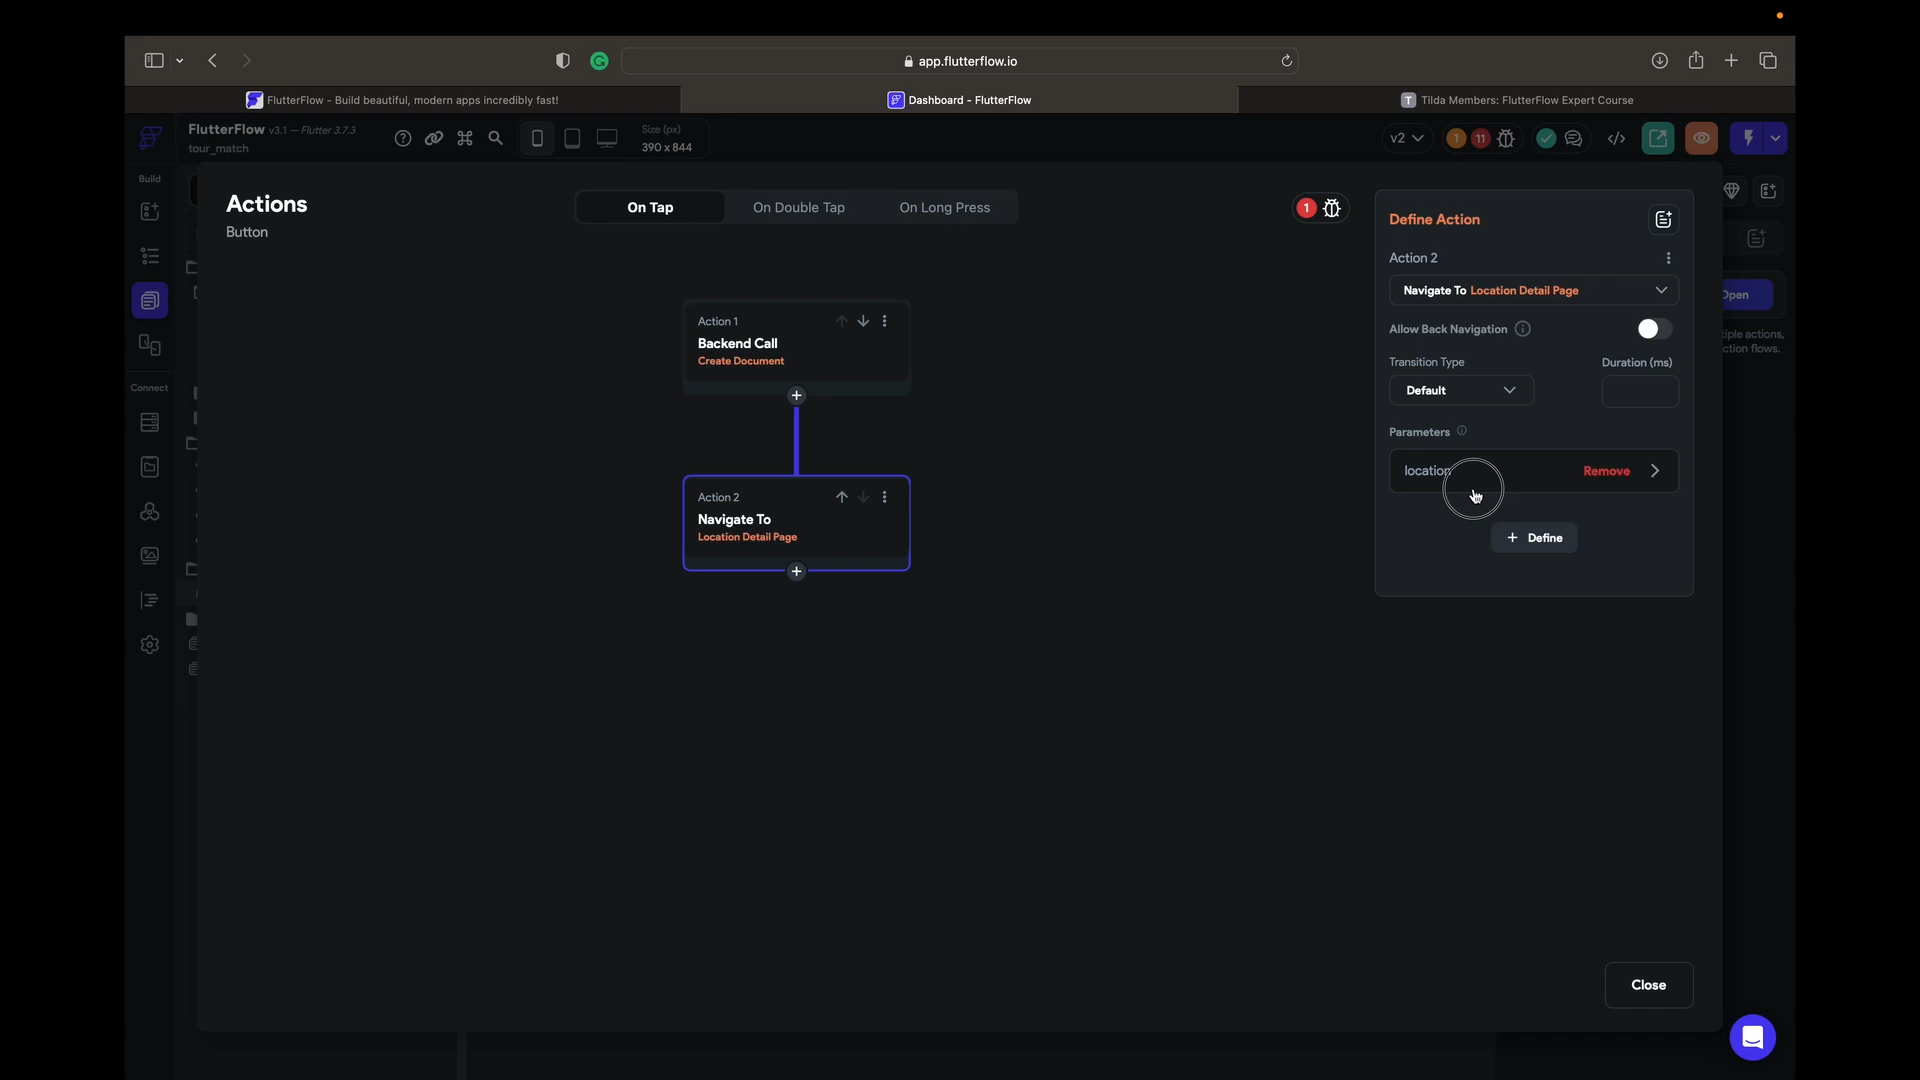 app.flutterflow.io
FlutterFlow - Build beautiful, modern apps incredibly fast!
Dashboard - FlutterFlow
T Tilda Members: FlutterFlow Expert Course
FlutterFlow v3.1 — Flutter 3.7.3
tour_match
Size (px)
390 x 844
v2
1
11
Build
Connect
Actions
Button
On Tap
On Double Tap
On Long Press
1
Action 1
Backend Call
Create Document
Action 2
Navigate To
Location Detail Page
Define Action
Action 2
Navigate To Location Detail Page
Allow Back Navigation
Transition Type
Duration (ms)
Default
Parameters
location
Remove
+ Define
Open
tiple actions,
ction flows.
Close